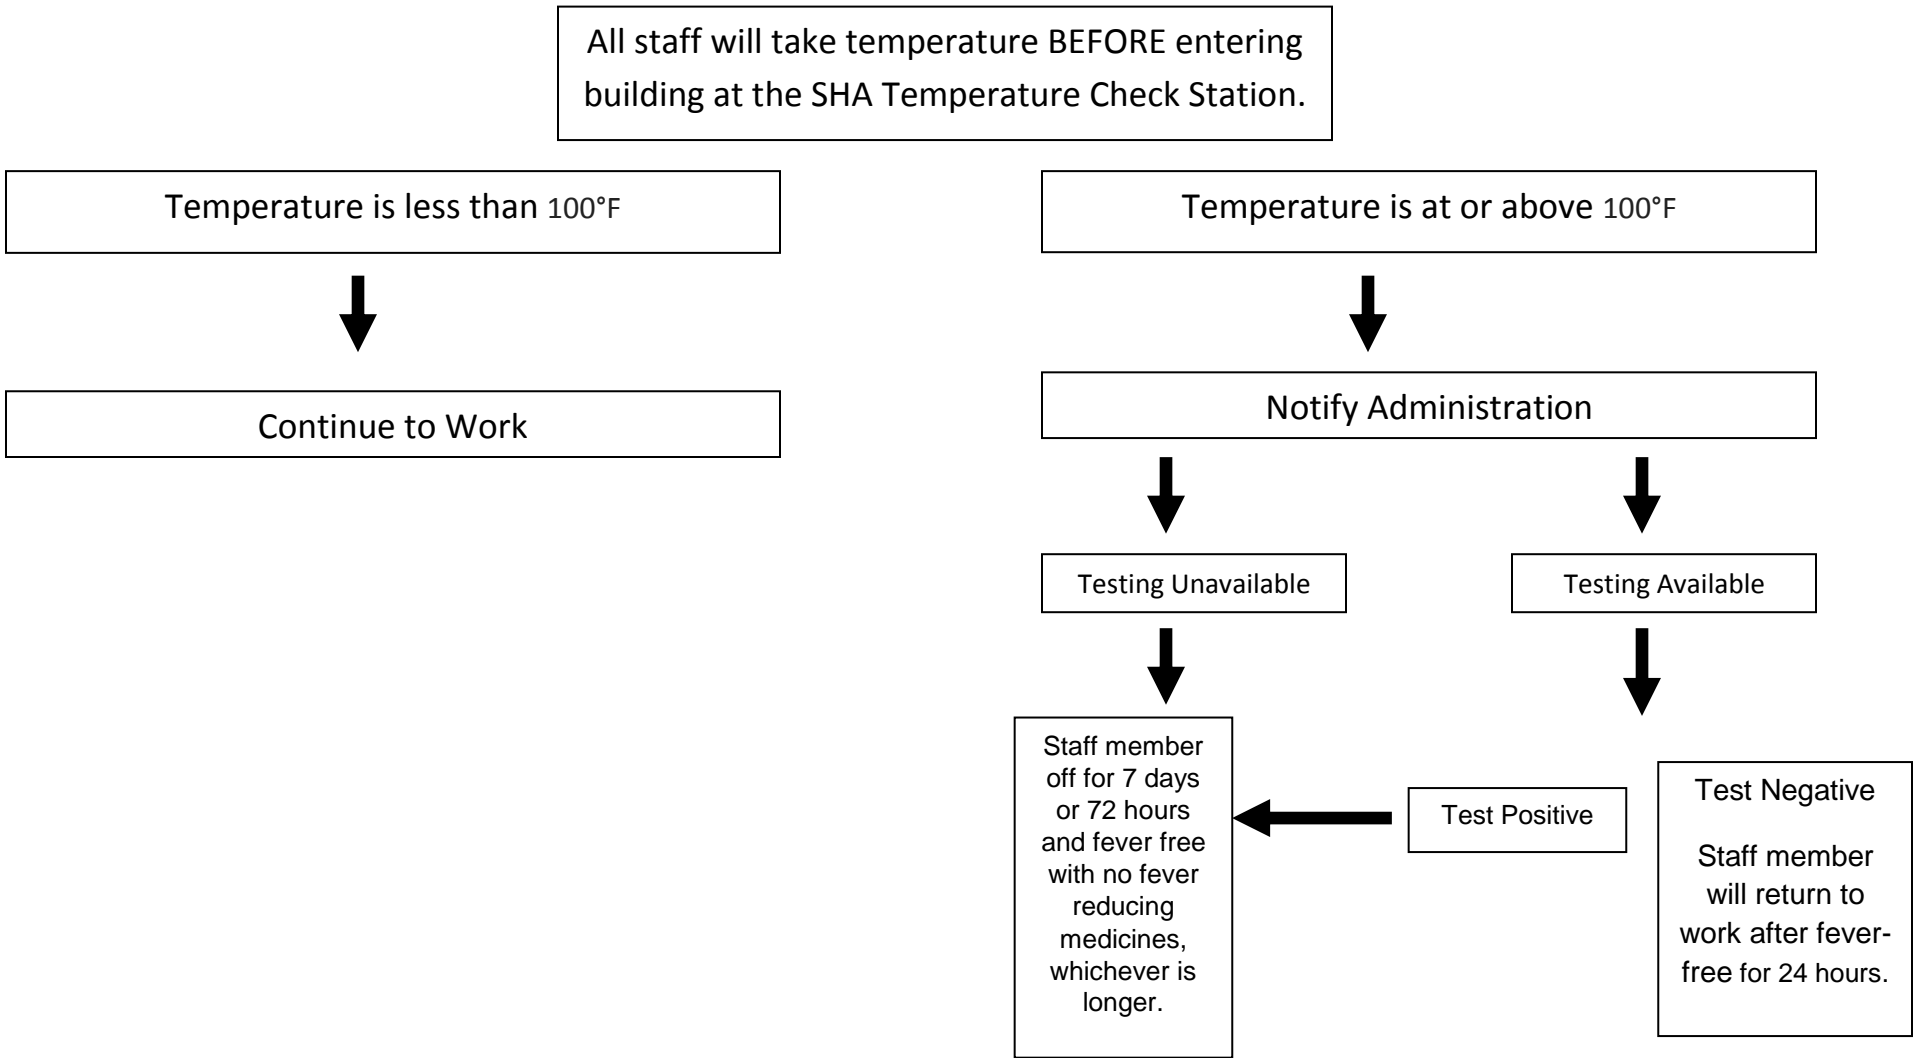 All staff will take temperature BEFORE entering
building at the SHA Temperature Check Station.
Temperature is less than 100°F
Temperature is at or above 100°F
Continue to Work
Notify Administration
Testing Unavailable
Testing Available
Staff member
off for 7 days
or 72 hours
and fever free
with no fever
reducing
medicines,
whichever is
longer.
Test Positive
Test Negative
Staff member
will return to
work after fever-
free for 24 hours.